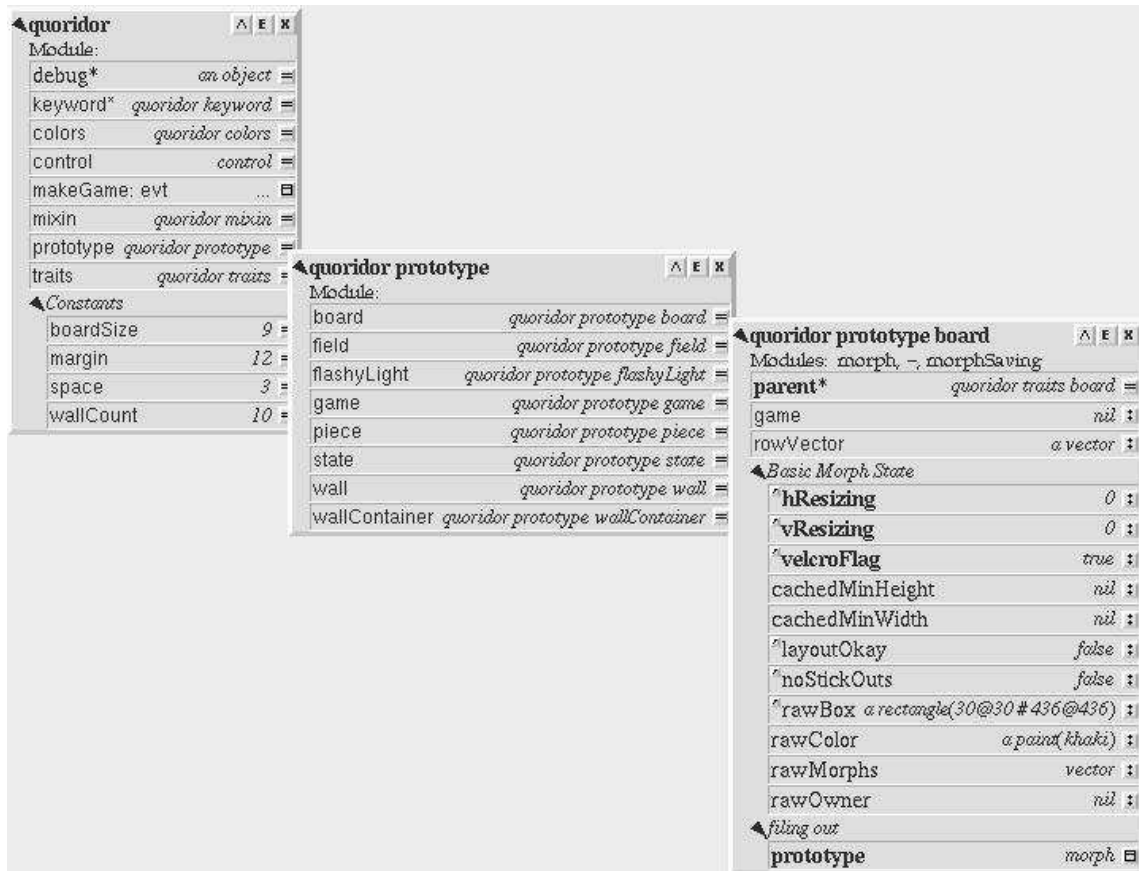 quoridor
Module:
debug* an object =
keyword* quoridor keyword =
colors quoridor colors =
control control =
makeGame: evt ...
mixin quoridor mixin =
prototype quoridor prototype =
traits quoridor traits =
Constants
boardSize 9 =
margin 12 =
space 3 =
wallCount 10 =
quoridor prototype
Module:
board quoridor prototype board =
field quoridor prototype field =
flashyLight quoridor prototype flashyLight =
game quoridor prototype game =
piece quoridor prototype piece =
state quoridor prototype state =
wall quoridor prototype wall =
wallContainer quoridor prototype wallContainer =
quoridor prototype board
Modules: morph, -, morphSaving
parent* quoridor traits board =
game nil :
rowVector a vector :
Basic Morph State
"hResizing 0 :
"vResizing 0 :
"velcroFlag true :
cachedMinHeight nil :
cachedMinWidth nil :
"layoutOkay false :
"noStickOuts false :
"rawBox a rectangle(30@30 # 436@436) :
rawColor a paint(khaki) :
rawMorphs vector :
rawOwner nil :
filing out
prototype morph
E X
E X
E X